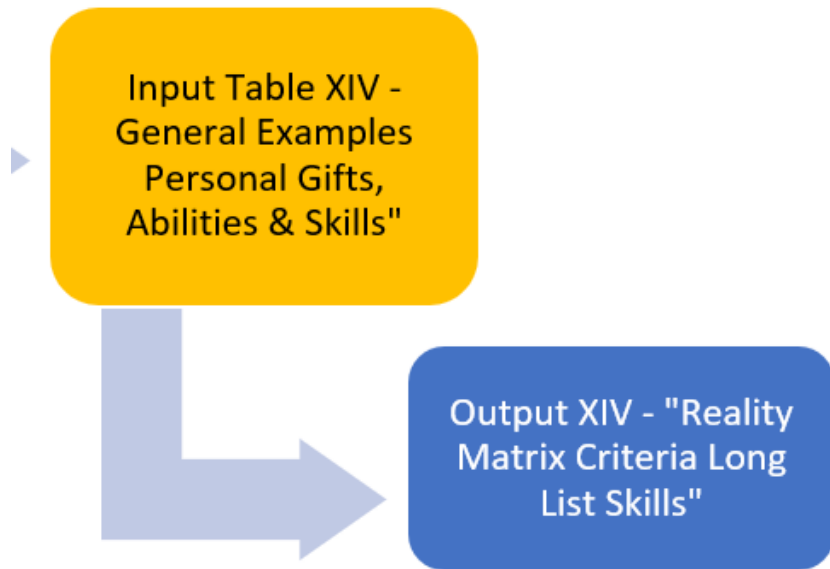 Input Table XIV -
General Examples
Personal Gifts,
Abilities & Skills"
Output XIV - "Reality
Matrix Criteria Long
List Skills"